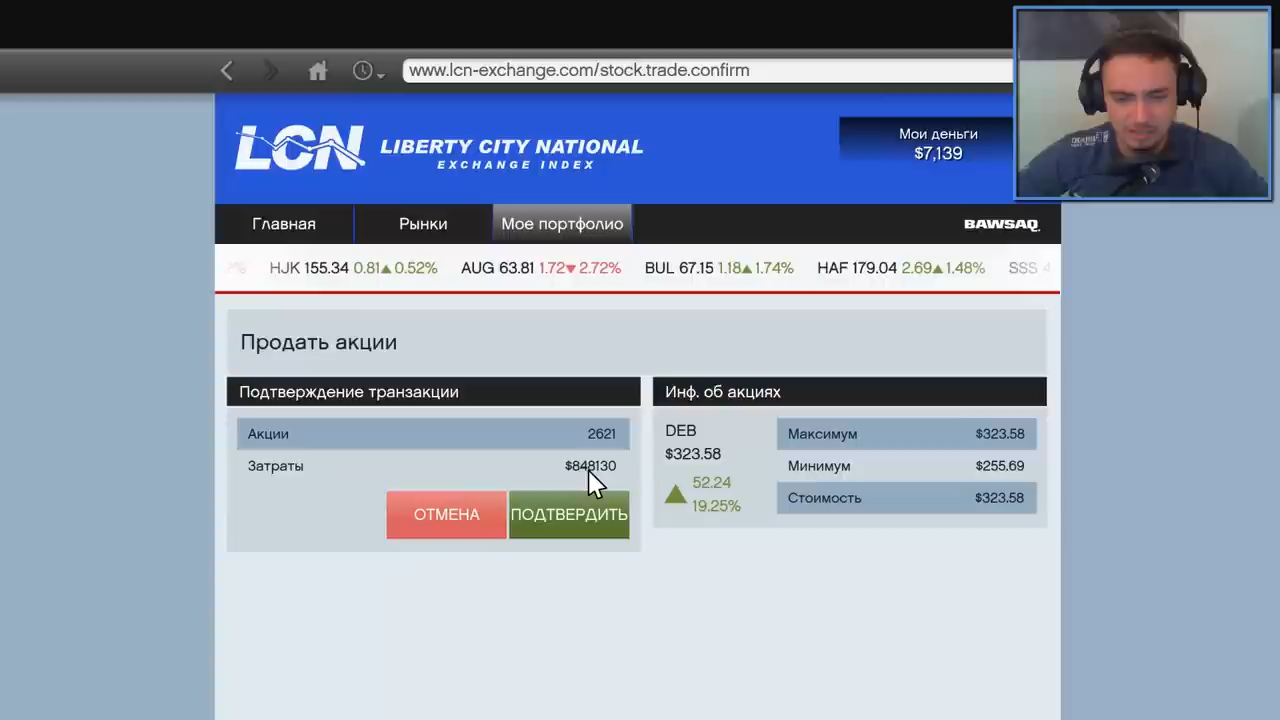 www.lcn-exchange.com/stock.trade.confirm
LCN LIBERTY CITY NATIONAL
EXCHANGE INDEX
Мои деньги
$7,139
Главная Рынки Мое портфолио BAWSAQ
HJK 155.34 0.81▲0.52% AUG 63.81 1.72▼2.72% BUL 67.15 1.18▲1.74% HAF 179.04 2.69▲1.48% SSS
Продать акции
Подтверждение транзакции
Акции 2621
Затраты $848130
ОТМЕНА ПОДТВЕРДИТЬ
Инф. об акциях
DEB
$323.58
52.24
19.25%
Максимум $323.58
Минимум $255.69
Стоимость $323.58